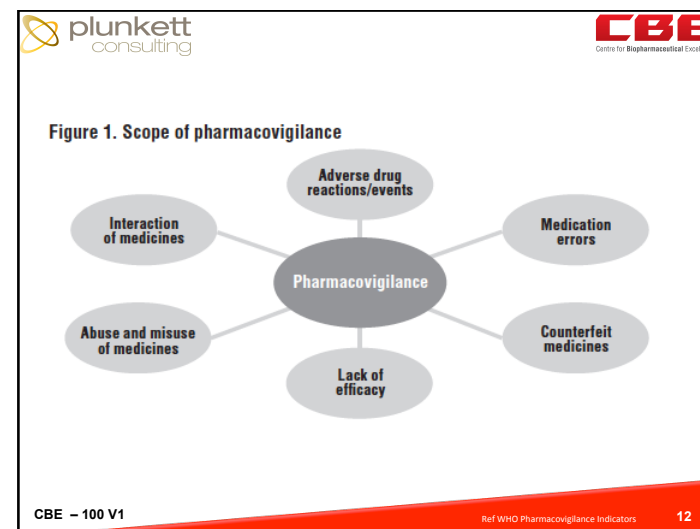 plunkett
consulting
CBE
Centre for Biopharmaceutical Excel
Figure 1. Scope of pharmacovigilance
Adverse drug
reactions/events
Interaction
of medicines
Medication
errors
Pharmacovigilance
Abuse and misuse
of medicines
Counterfeit
medicines
Lack of
efficacy
CBE – 100 V1
Ref WHO Pharmacovigilance Indicators
12